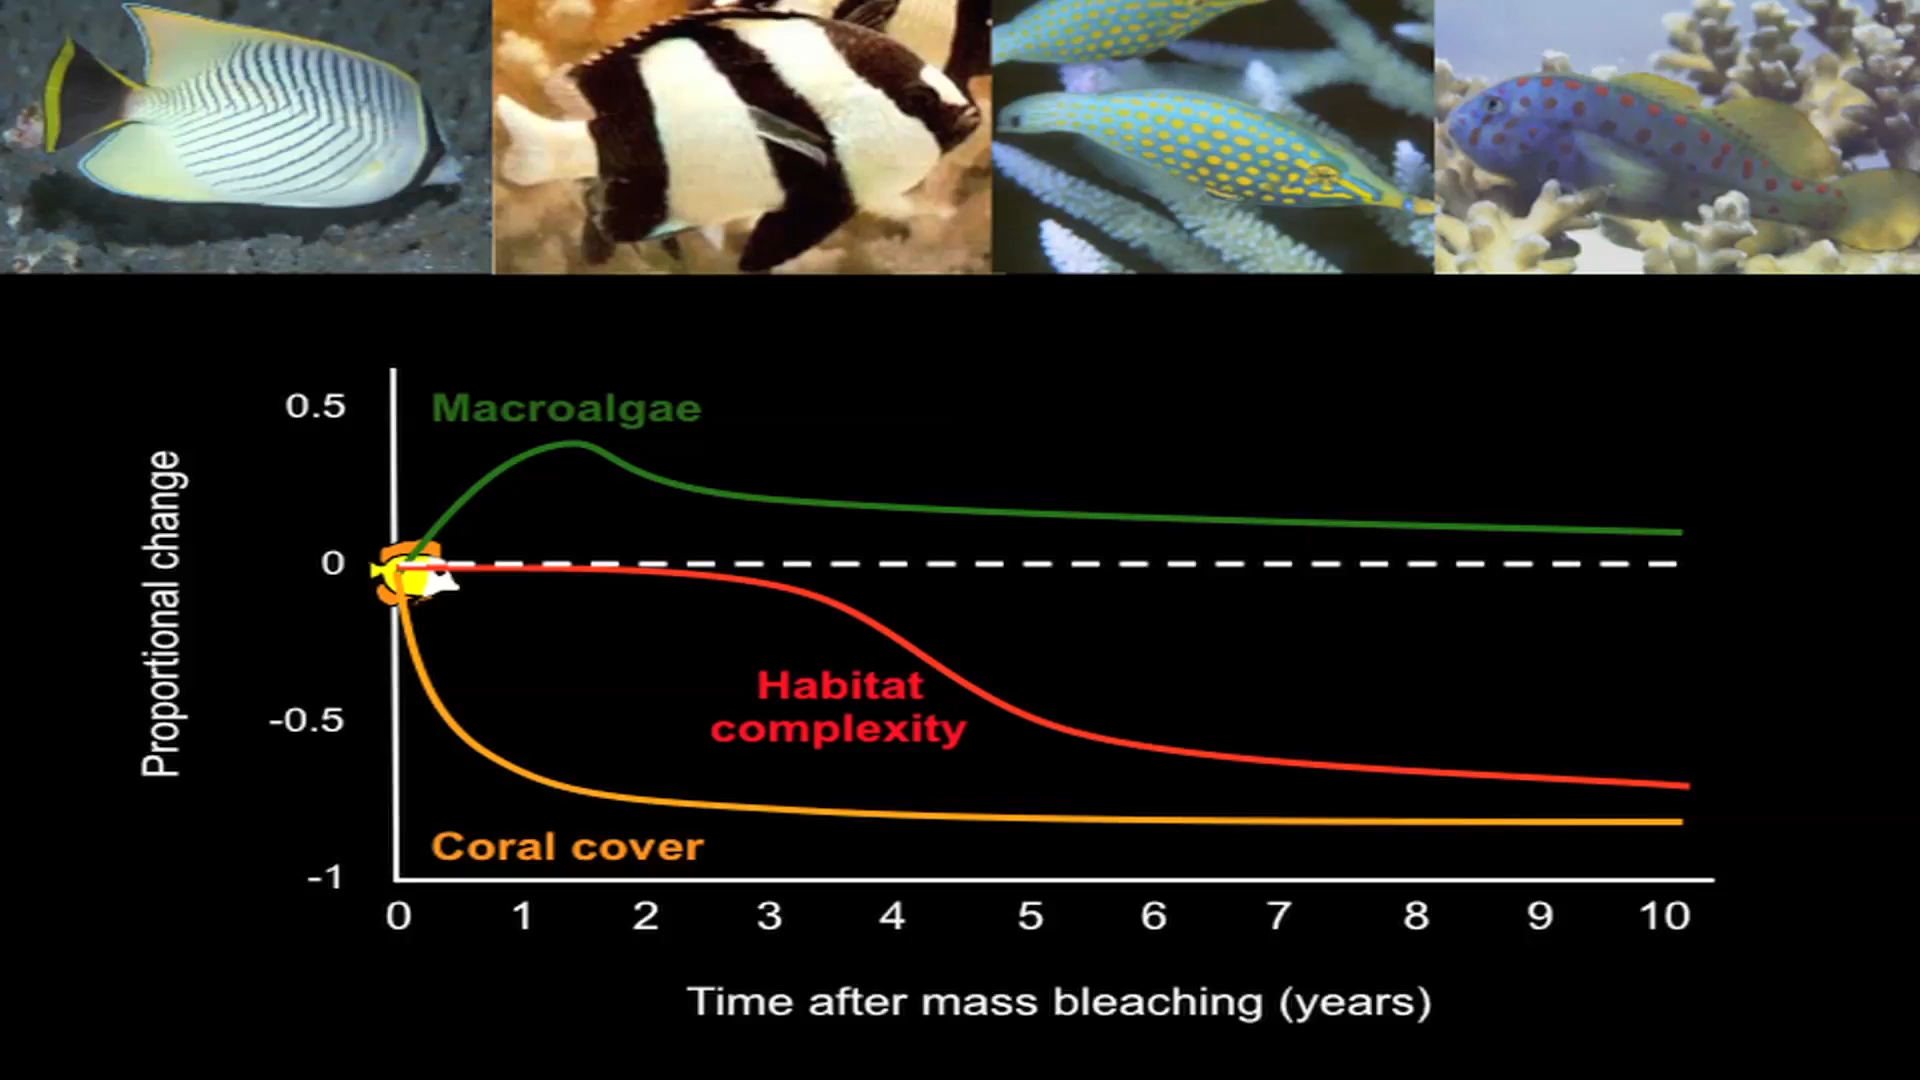 0.5
Macroalgae
Proportional change
0
Habitat
complexity
-0.5
Coral cover
-1
0 1 2 3 4 5 6 7 8 9 10
Time after mass bleaching (years)